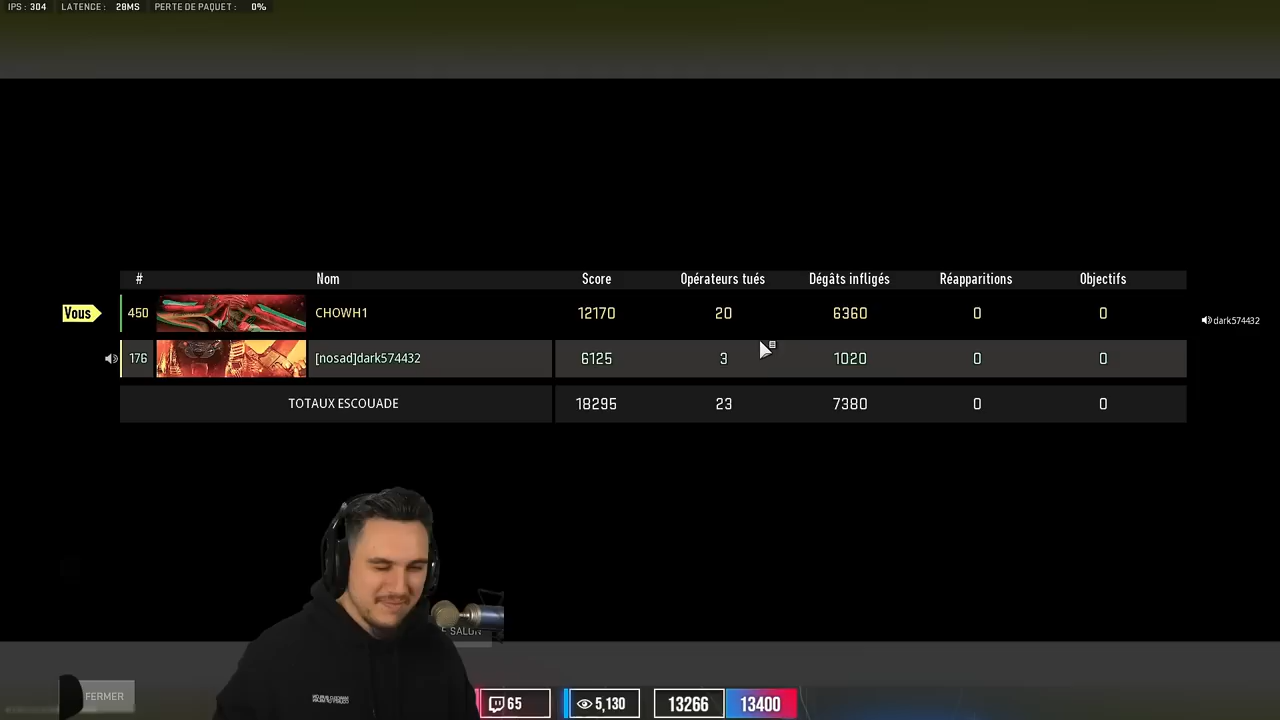 IPS : 304 LATENCE : 28MS PERTE DE PAQUET : 0%
# Nom Score Opérateurs tués Dégâts infligés Réapparitions Objectifs
Vous 450 CHOWH1 12170 20 6360 0 0
dark574432
176 [nosad]dark574432 6125 3 1020 0 0
TOTAUX ESCOUADE 18295 23 7380 0 0
SALON
FERMER
65 5,130 13266 13400